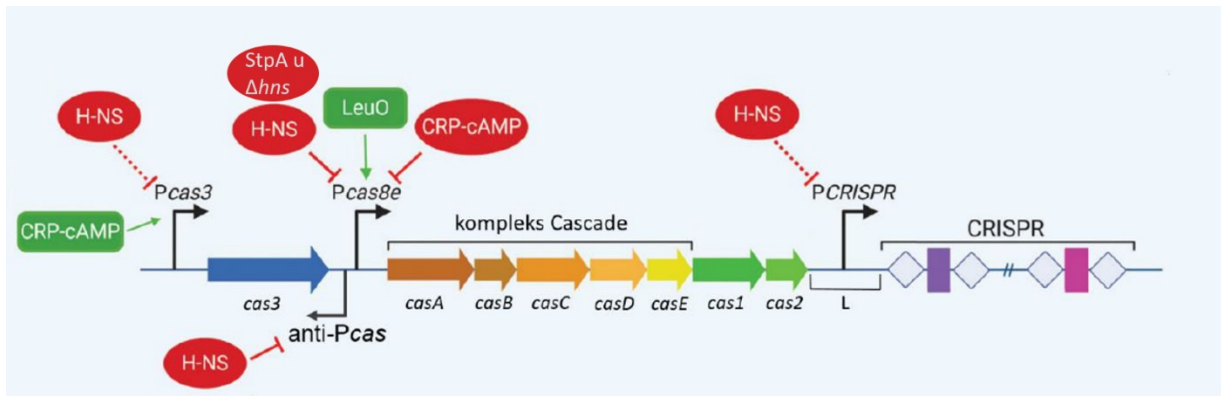 StpA u
Δhns
H-NS
H-NS
LeuO
CRP-cAMP
H-NS
Pcas3
Pcas8e
PCRISPR
CRP-cAMP
kompleks Cascade
CRISPR
cas3
casA
casB
casC
casD
casE
cas1
cas2
L
anti-Pcas
H-NS